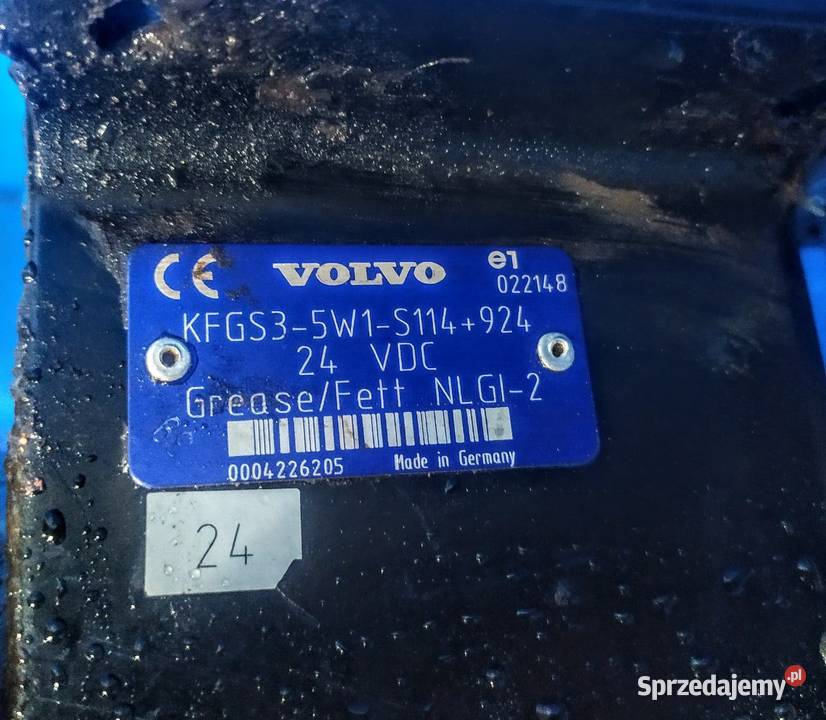 CE VOLVO e1
022148
KFGS3-5W1-S114+924
24 VDC
Grease/Fett NLGI-2
0004226205 Made in Germany
24
Sprzedajemy.pl